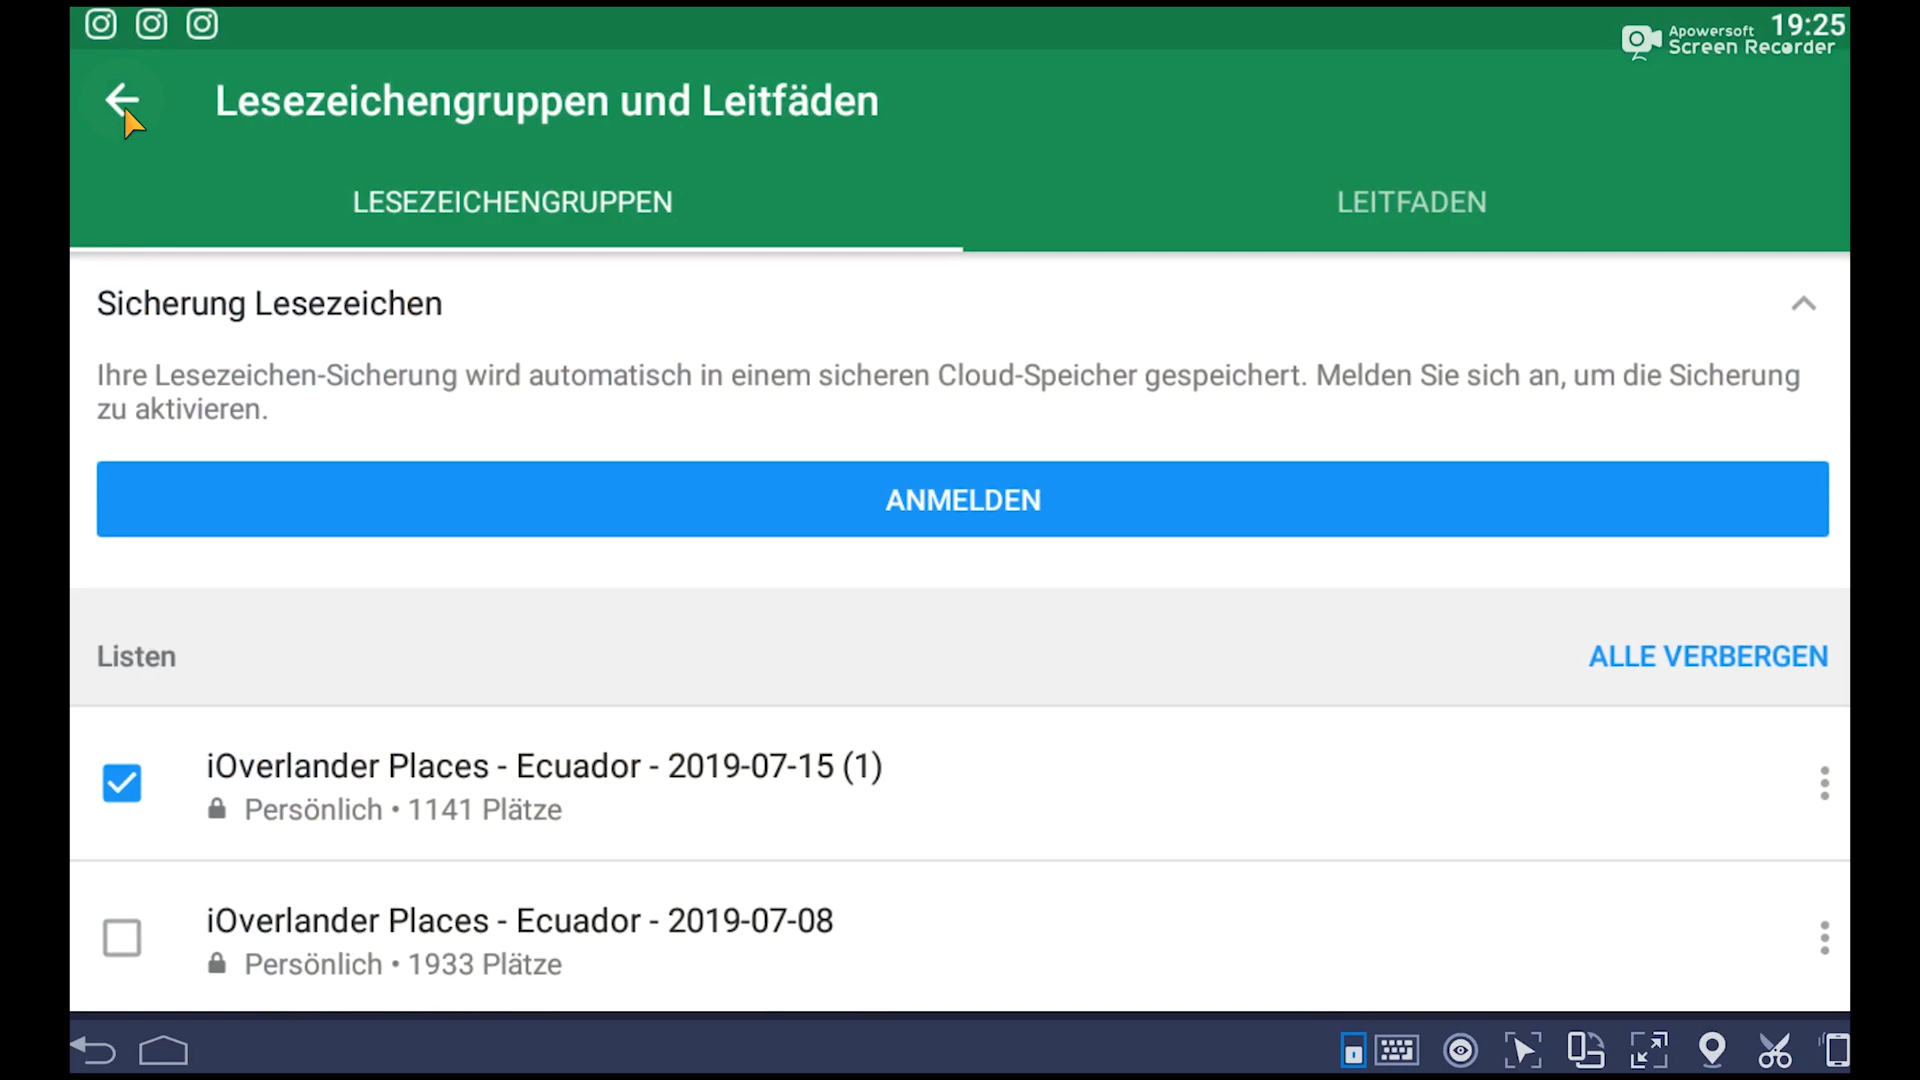 19:25
Apowersoft
Screen Recorder
Lesezeichengruppen und Leitfäden
LESEZEICHENGRUPPEN
LEITFADEN
Sicherung Lesezeichen
Ihre Lesezeichen-Sicherung wird automatisch in einem sicheren Cloud-Speicher gespeichert. Melden Sie sich an, um die Sicherung
zu aktivieren.
ANMELDEN
Listen
ALLE VERBERGEN
iOverlander Places - Ecuador - 2019-07-15 (1)
Persönlich • 1141 Plätze
iOverlander Places - Ecuador - 2019-07-08
Persönlich • 1933 Plätze